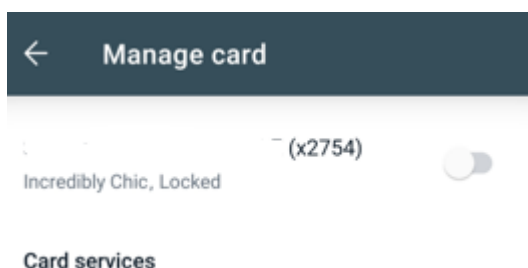 Manage card
(x2754)
Incredibly Chic, Locked
Card services